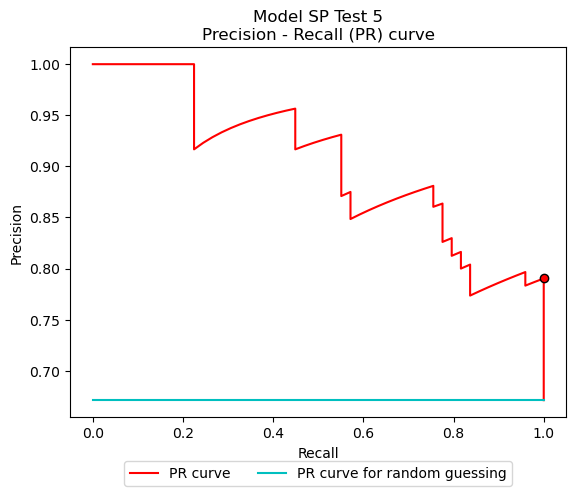 Model SP Test 5
Precision - Recall (PR) curve
1.00
0.95
0.90
0.85
0.80
0.75
0.70
Precision
0.0 0.2 0.4 0.6 0.8 1.0
Recall
PR curve PR curve for random guessing